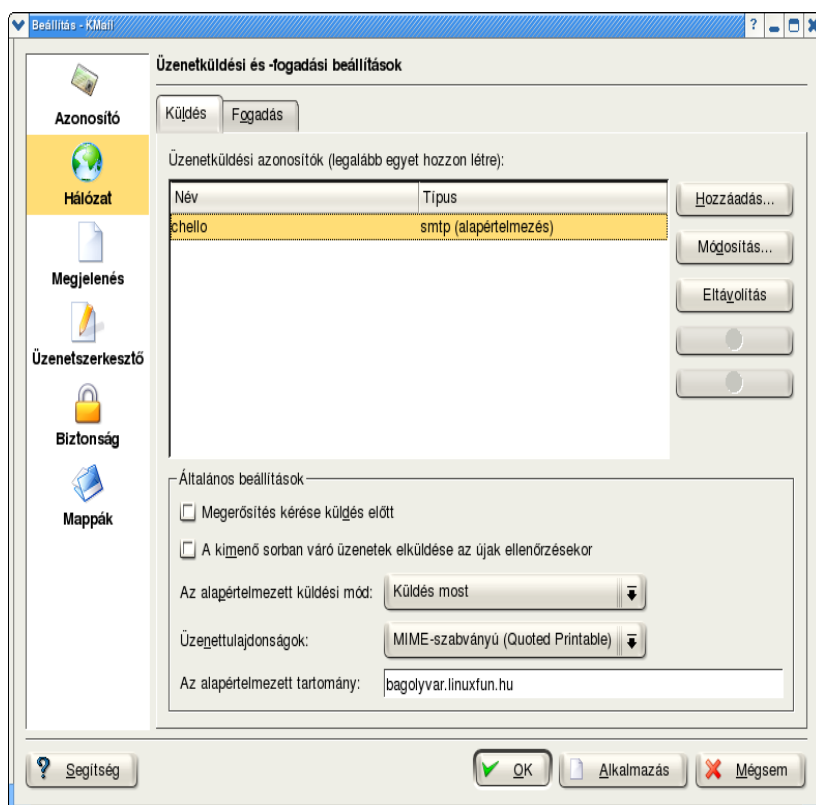 Beállítás - KMail
?
Üzenetküldési és -fogadási beállítások
Azonosító
Hálózat
Megjelenés
Üzenetszerkesztő
Biztonság
Mappák
Küldés Fogadás
Üzenetküldési azonosítók (legalább egyet hozzon létre):
Név Típus
chello smtp (alapértelmezés)
Hozzáadás...
Módosítás...
Eltávolítás
Általános beállítások
Megerősítés kérése küldés előtt
A kimenő sorban váró üzenetek elküldése az újak ellenőrzésekor
Az alapértelmezett küldési mód: Küldés most
Üzenettulajdonságok: MIME-szabványú (Quoted Printable)
Az alapértelmezett tartomány: bagolyvar.linuxfun.hu
? Segítség OK Alkalmazás Mégsem